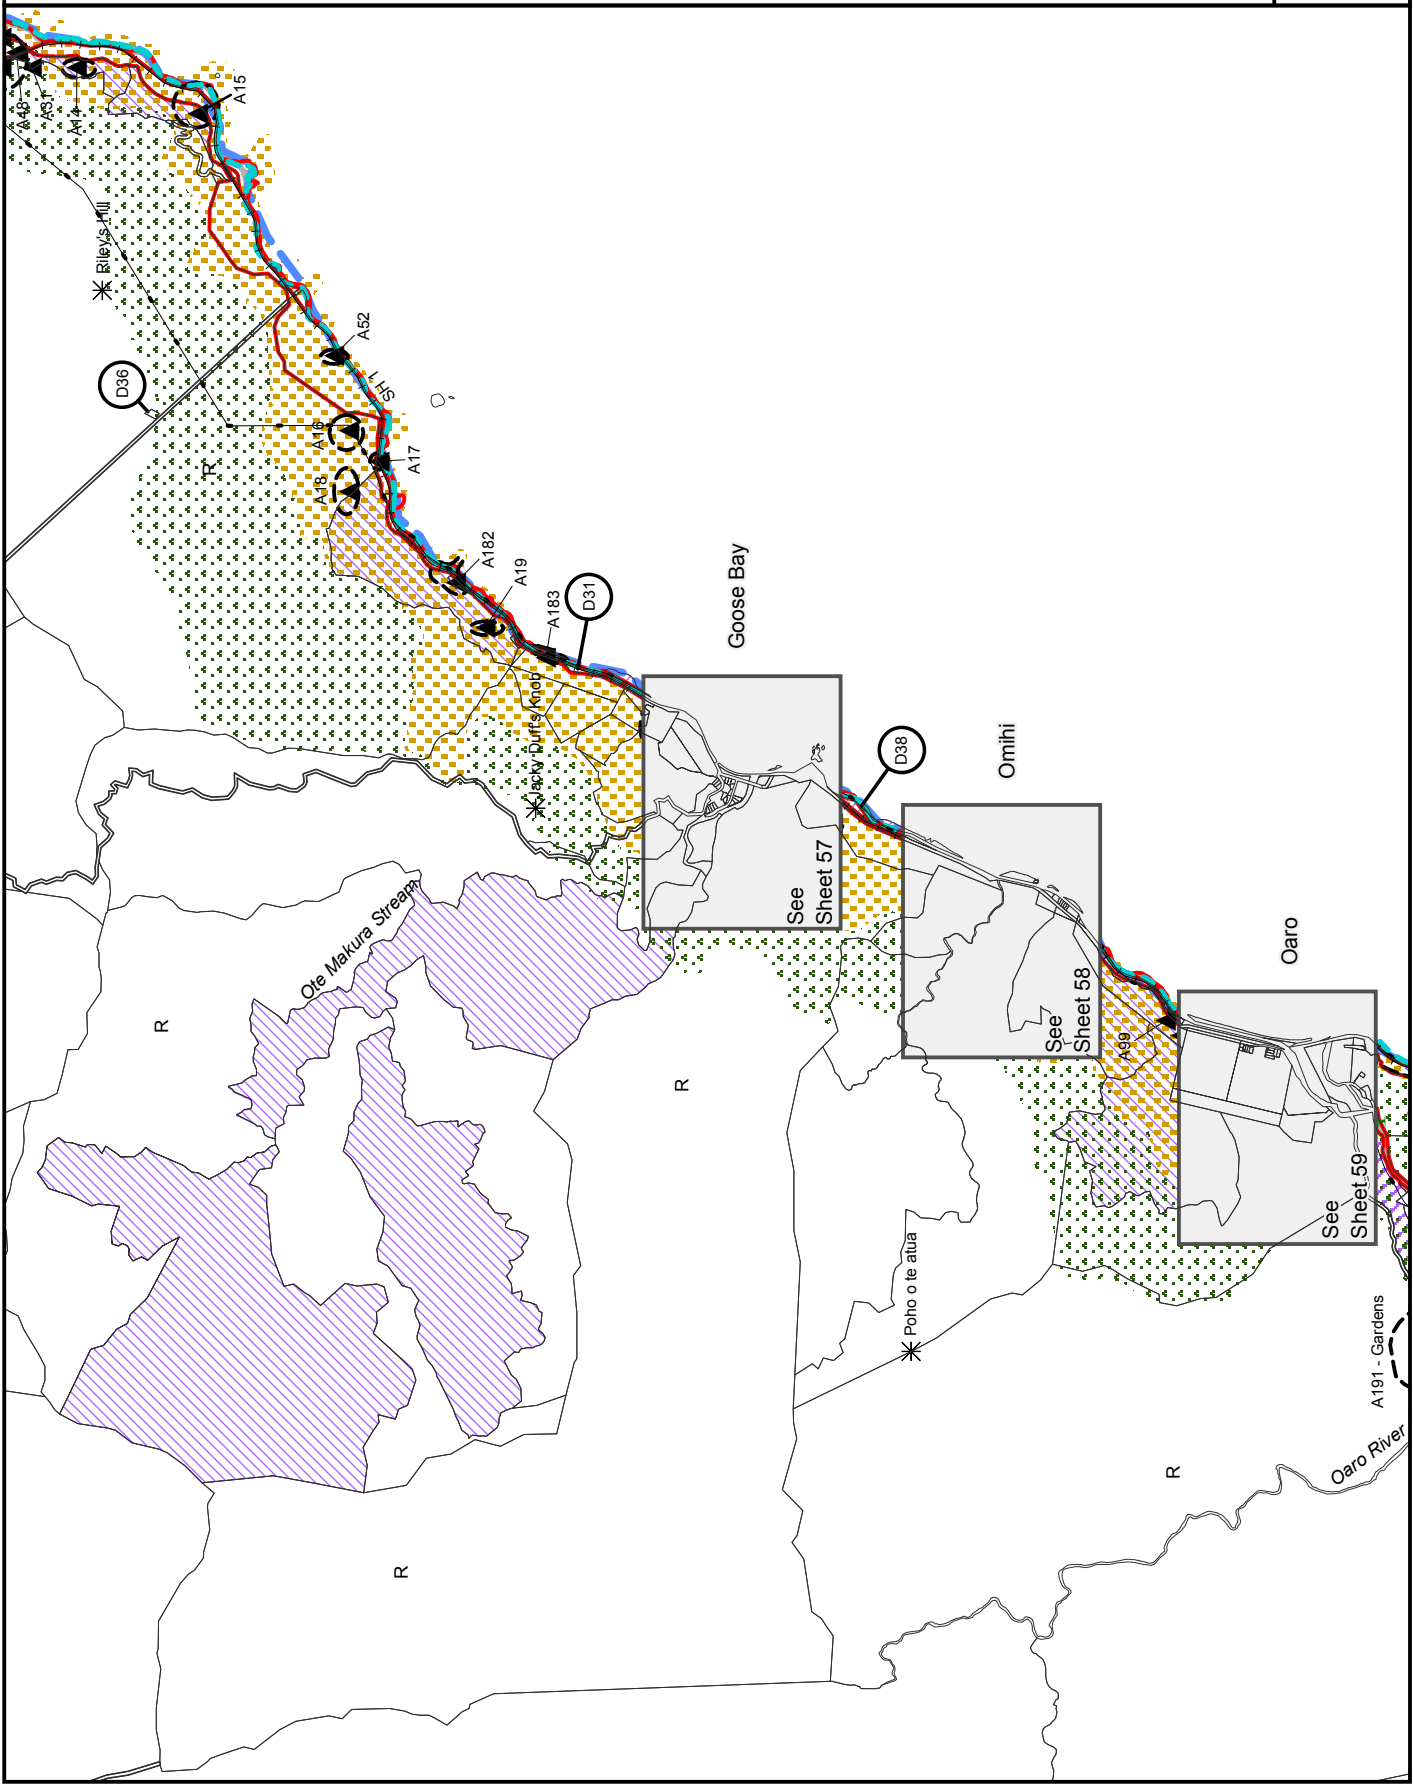 A48
A31
A14
A15
Riley's Hill
D36
A52
SH 1
R
A16
A17
A18
A182
A19
A183
D31
Goose Bay
Jacky Duff's Knob
D38
Omihi
See
Sheet 57
Ote Makura Stream
R
R
Oaro
See
Sheet 58
A99
See
Sheet 59
Poho o te atua
A191 - Gardens
Oaro River
R
R